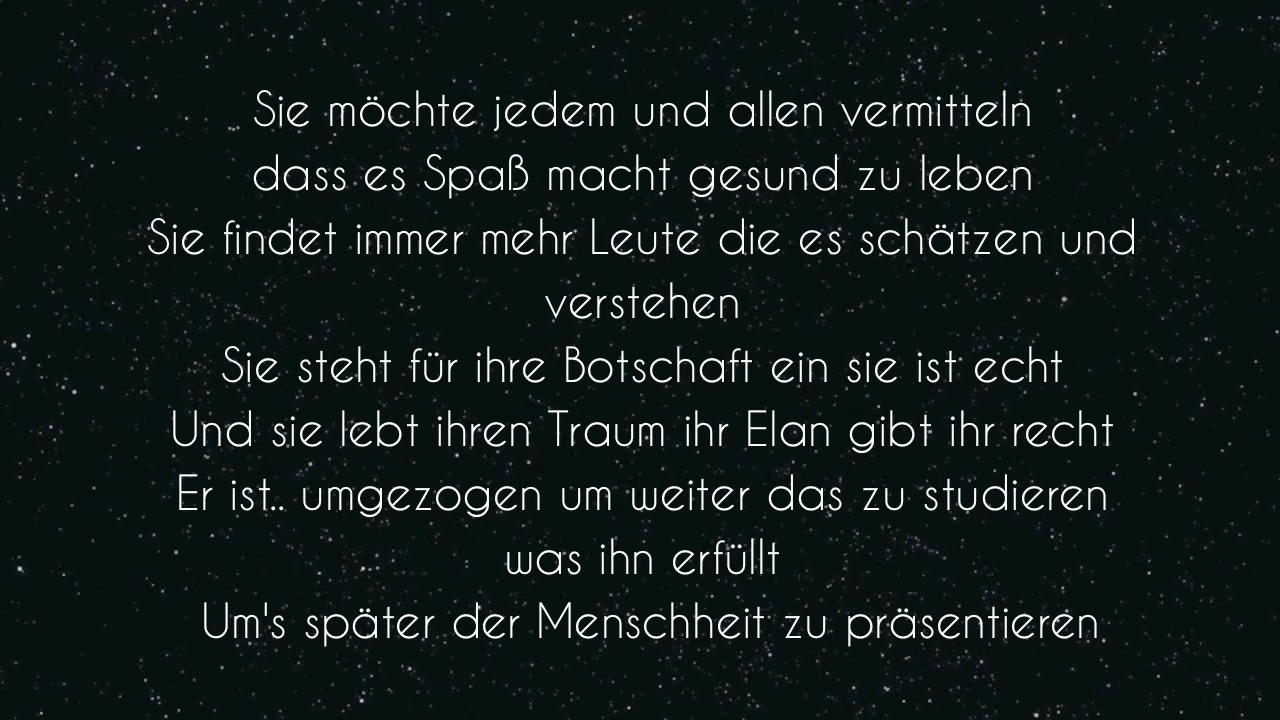 Sie möchte jedem und allen vermitteln
dass es Spaß macht gesund zu leben
Sie findet immer mehr Leute die es schätzen und
verstehen
Sie steht für ihre Botschaft ein sie ist echt
Und sie lebt ihren Traum ihr Elan gibt ihr recht
Er ist.. umgezogen um weiter das zu studieren
was ihn erfüllt
Um's später der Menschheit zu präsentieren